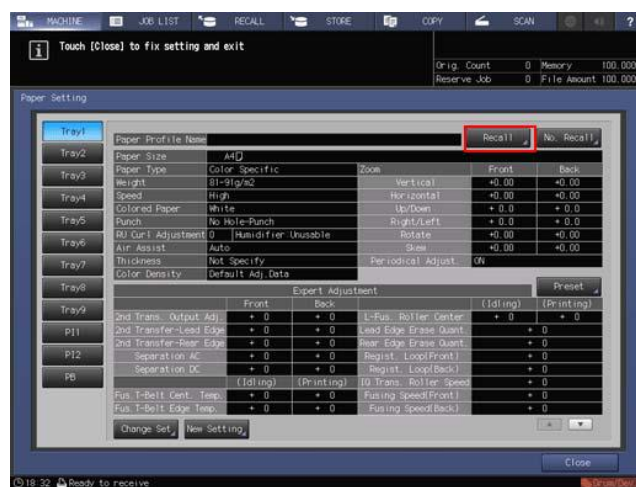 MACHINE JOB LIST RECALL STORE COPY SCAN ?
Touch [Close] to fix setting and exit
Orig. Count 0 Memory 100.000
Reserve Job 0 File Amount 100.000
Paper Setting
Tray1 Paper Profile Name Recall No. Recall
Tray2 Paper Size A4
Paper Type Color Specific Zoom Front Back
Tray3 Weight 81-91g/m2 Vertical +0.00 +0.00
Tray4 Speed High Horizontal +0.00 +0.00
Colored Paper White Up/Down + 0.0 + 0.0
Tray5 Punch No Hole-Punch Right/Left + 0.0 + 0.0
Tray6 RU Curl Adjustment 0 Humidifier Unusable Rotate +0.00 +0.00
Air Assist Auto Skew +0.00 +0.00
Tray7 Thickness Not Specify Periodical Adjust. ON
Color Density Default Adj.Data
Tray8 Expert Adjustment Preset
Front Back (Idling) (Printing)
Tray9 2nd Trans. Output Adj. + 0 + 0 L-Fus. Roller Center + 0 + 0
PI1 2nd Transfer-Lead Edge + 0 + 0 Lead Edge Erase Quant. + 0
2nd Transfer-Rear Edge + 0 + 0 Rear Edge Erase Quant. + 0
PI2 Separation AC + 0 + 0 Regist. Loop(Front) + 0
PB Separation DC + 0 + 0 Regist. Loop(Back) + 0
(Idling) (Printing) IQ Trans. Roller Speed + 0
Fus.T-Belt Cent. Temp. + 0 + 0 Fusing Speed(Front) + 0
Fus.T-Belt Edge Temp. + 0 + 0 Fusing Speed(Back) + 0
Change Set New Setting
Close
18:32 Ready to receive Drum/Dev